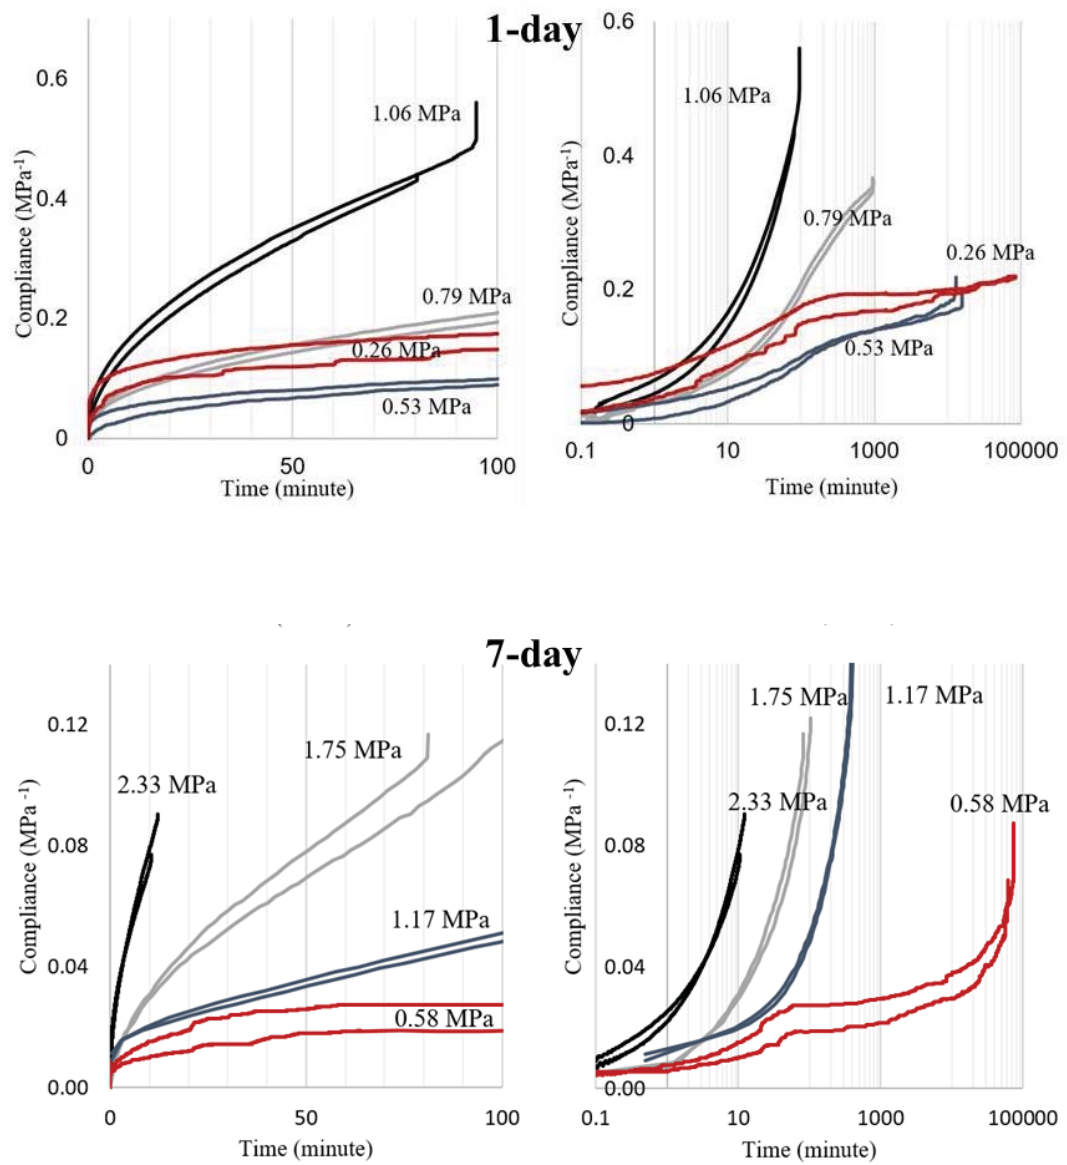 1-day
0.6
0.4
0.2
0
0
50
100
Compliance (MPa-1)
Time (minute)
1.06 MPa
0.79 MPa
0.26 MPa
0.53 MPa
0.6
0.4
0.2
0
0.1
10
1000
100000
Compliance (MPa-1)
Time (minute)
1.06 MPa
0.79 MPa
0.26 MPa
0.53 MPa
7-day
0.12
0.08
0.04
0.00
0
50
100
Compliance (MPa -1)
Time (minute)
1.75 MPa
2.33 MPa
1.17 MPa
0.58 MPa
0.12
0.08
0.04
0.00
0.1
10
1000
100000
Compliance (MPa -1)
Time (minute)
1.75 MPa
1.17 MPa
2.33 MPa
0.58 MPa